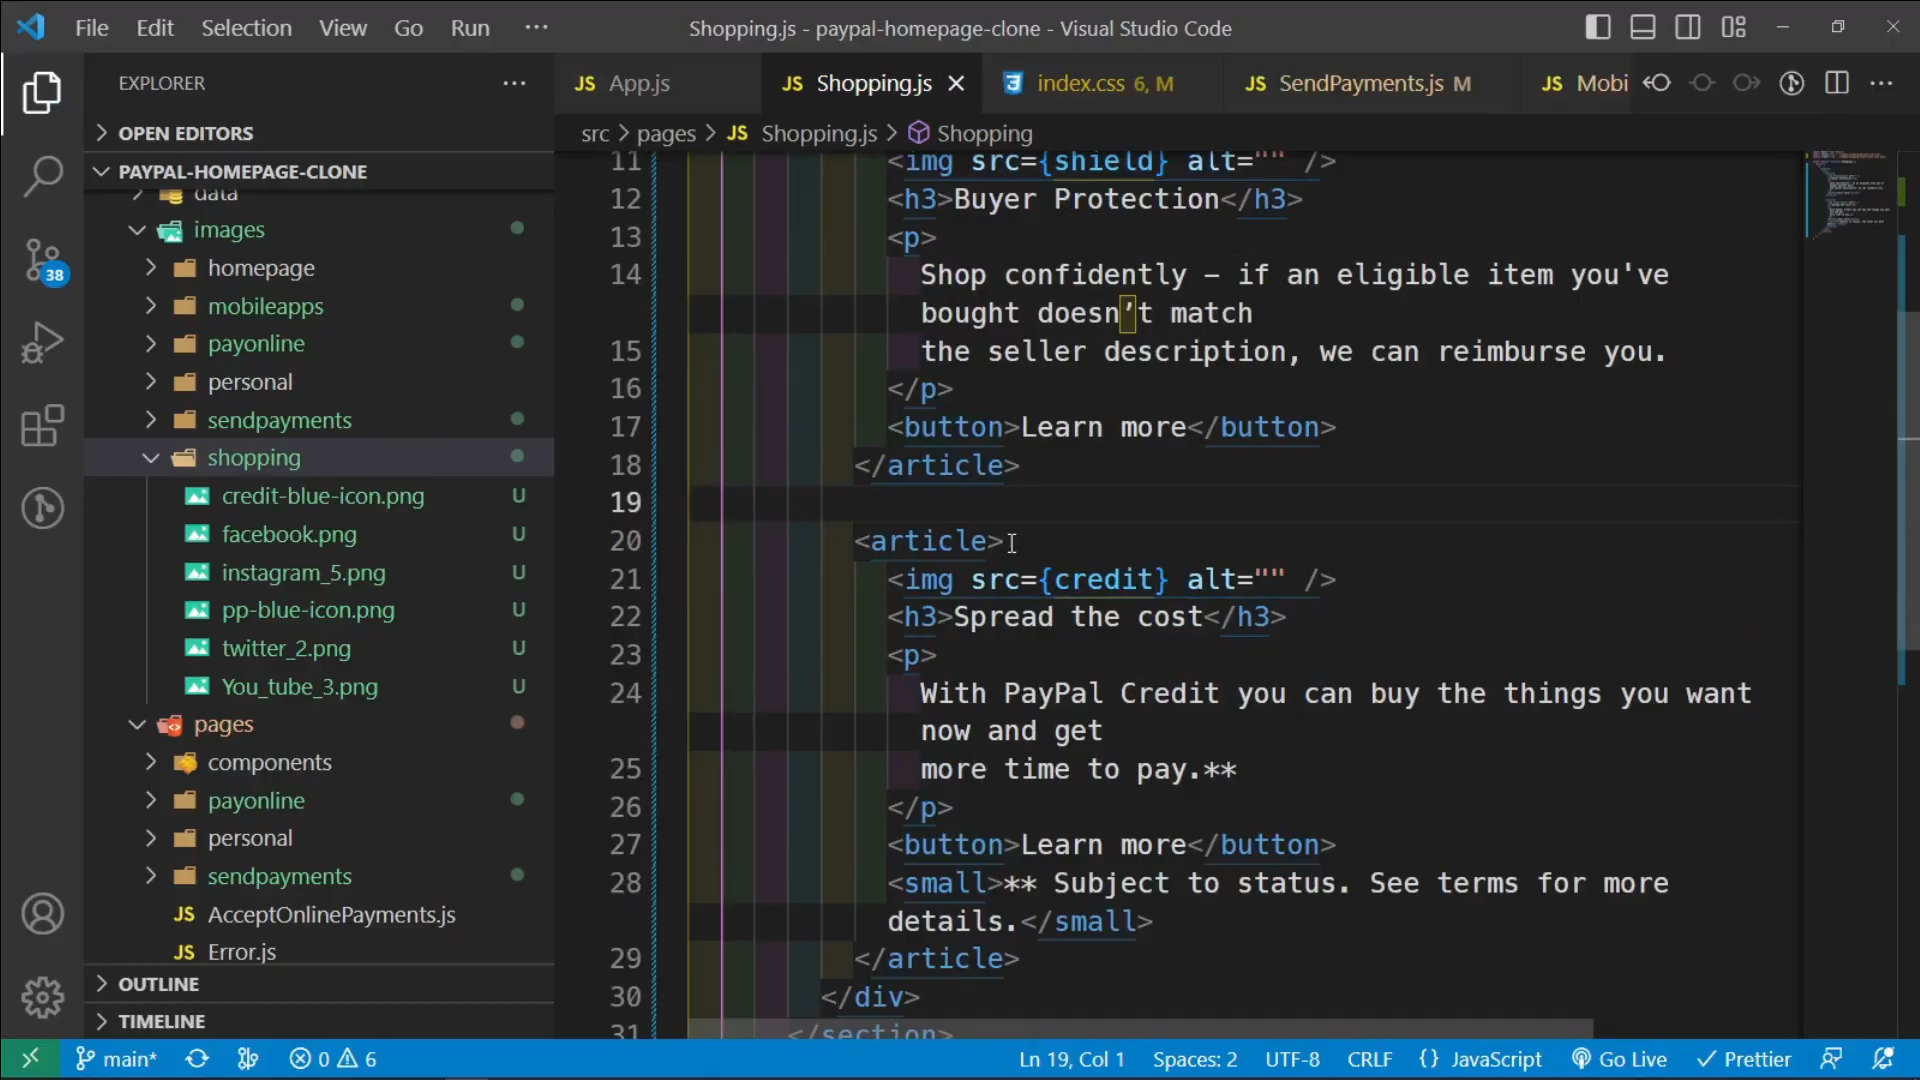 File Edit Selection View Go Run ···
Shopping.js - paypal-homepage-clone - Visual Studio Code
EXPLORER
OPEN EDITORS
PAYPAL-HOMEPAGE-CLONE
data
images
homepage
mobileapps
payonline
personal
sendpayments
shopping
credit-blue-icon.png U
facebook.png U
instagram_5.png U
pp-blue-icon.png U
twitter_2.png U
You_tube_3.png U
pages
components
payonline
personal
sendpayments
JS AcceptOnlinePayments.js
JS Error.js
OUTLINE
TIMELINE
38
JS App.js JS Shopping.js index.css 6, M JS SendPayments.js M JS Mobi
src > pages > JS Shopping.js > Shopping
11 <img src={shield} alt="" />
12 <h3>Buyer Protection</h3>
13 <p>
14 Shop confidently – if an eligible item you've
bought doesn’t match
15 the seller description, we can reimburse you.
16 </p>
17 <button>Learn more</button>
18 </article>
19
20 <article>
21 <img src={credit} alt="" />
22 <h3>Spread the cost</h3>
23 <p>
24 With PayPal Credit you can buy the things you want
now and get
25 more time to pay.**
26 </p>
27 <button>Learn more</button>
28 <small>** Subject to status. See terms for more
details.</small>
29 </article>
30 </div>
31 </section>
main* 0 6 Ln 19, Col 1 Spaces: 2 UTF-8 CRLF {} JavaScript Go Live Prettier